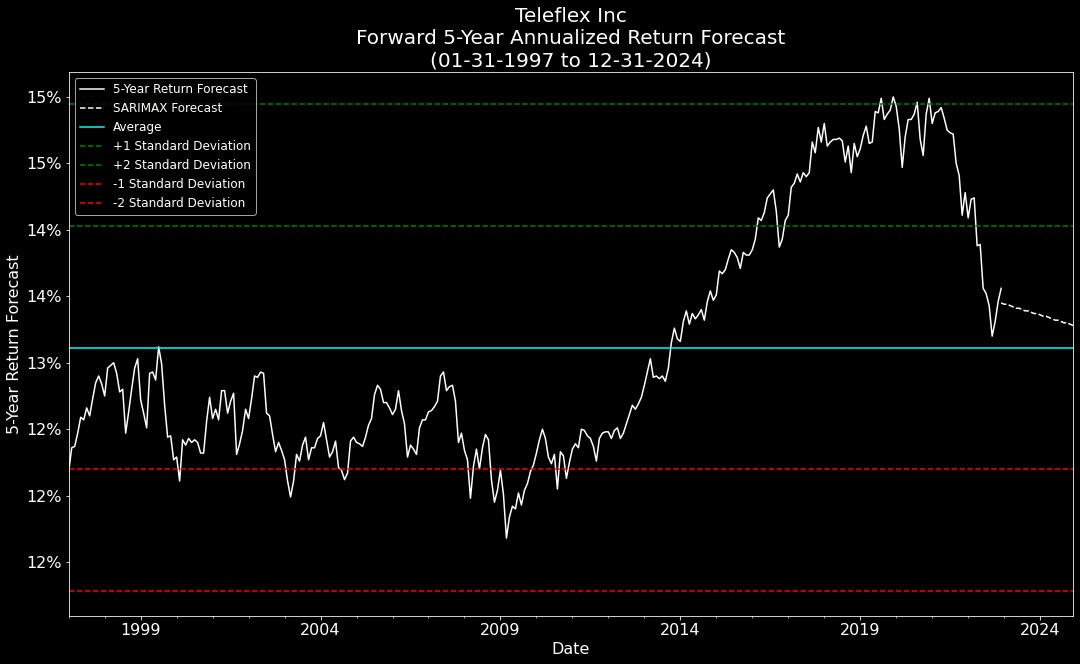 Teleflex Inc
Forward 5-Year Annualized Return Forecast
(01-31-1997 to 12-31-2024)
5-Year Return Forecast
SARIMAX Forecast
Average
+1 Standard Deviation
+2 Standard Deviation
-1 Standard Deviation
-2 Standard Deviation
15%
15%
14%
14%
13%
12%
12%
12%
5-Year Return Forecast
1999
2004
2009
2014
2019
2024
Date